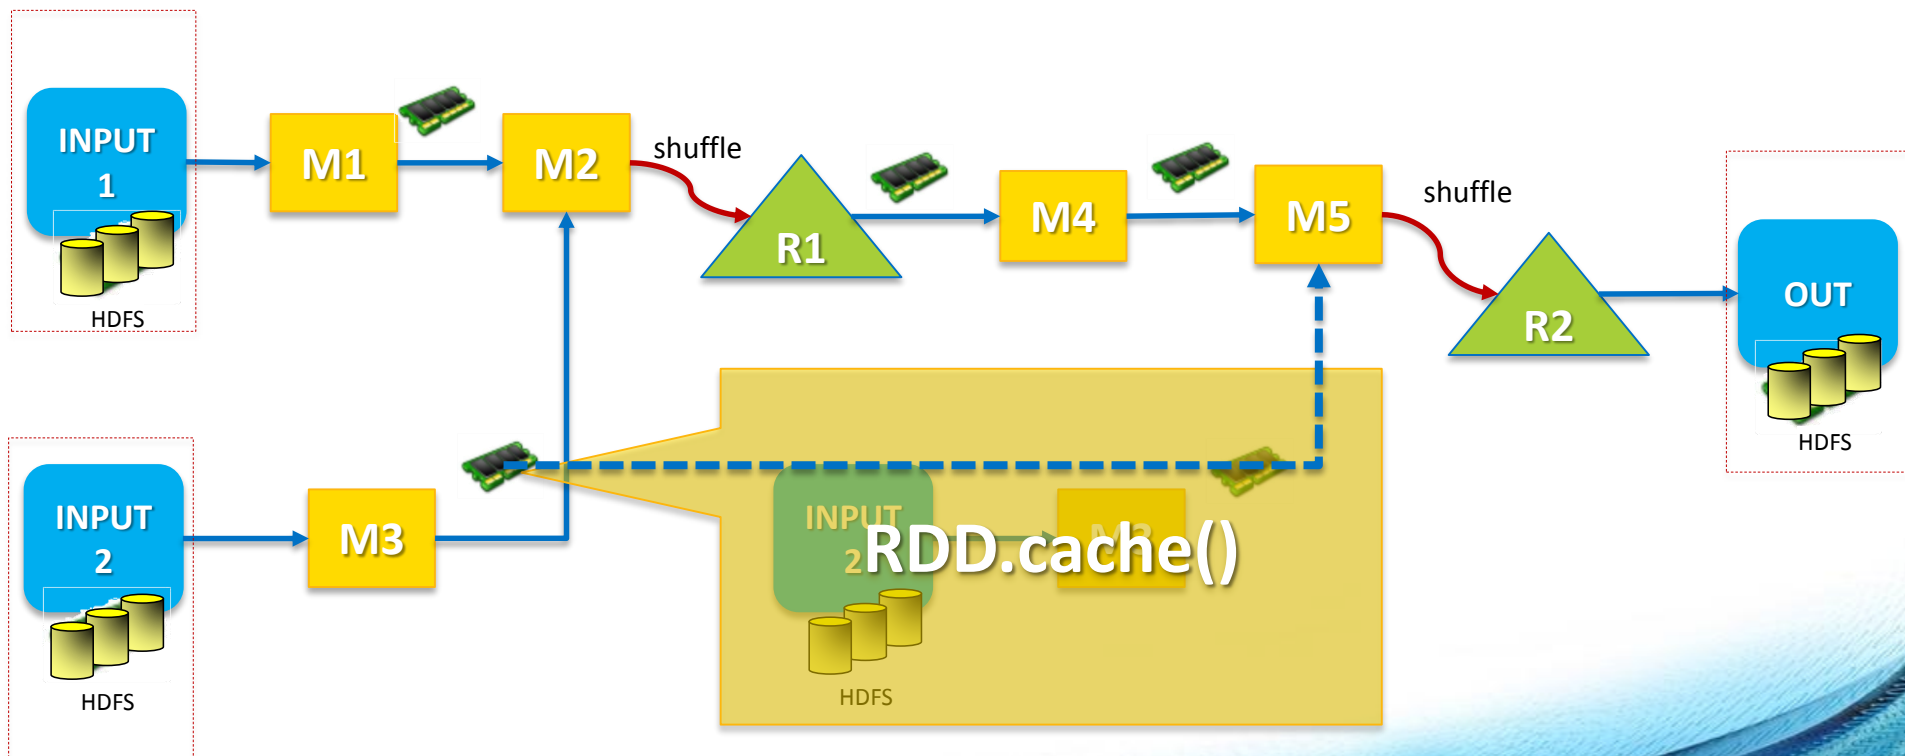 INPUT
1
HDFS
M1
M2
shuffle
R1
M4
M5
shuffle
R2
OUT
HDFS
INPUT
2
HDFS
M3
INPUT
2
HDFS
M3
RDD.cache()